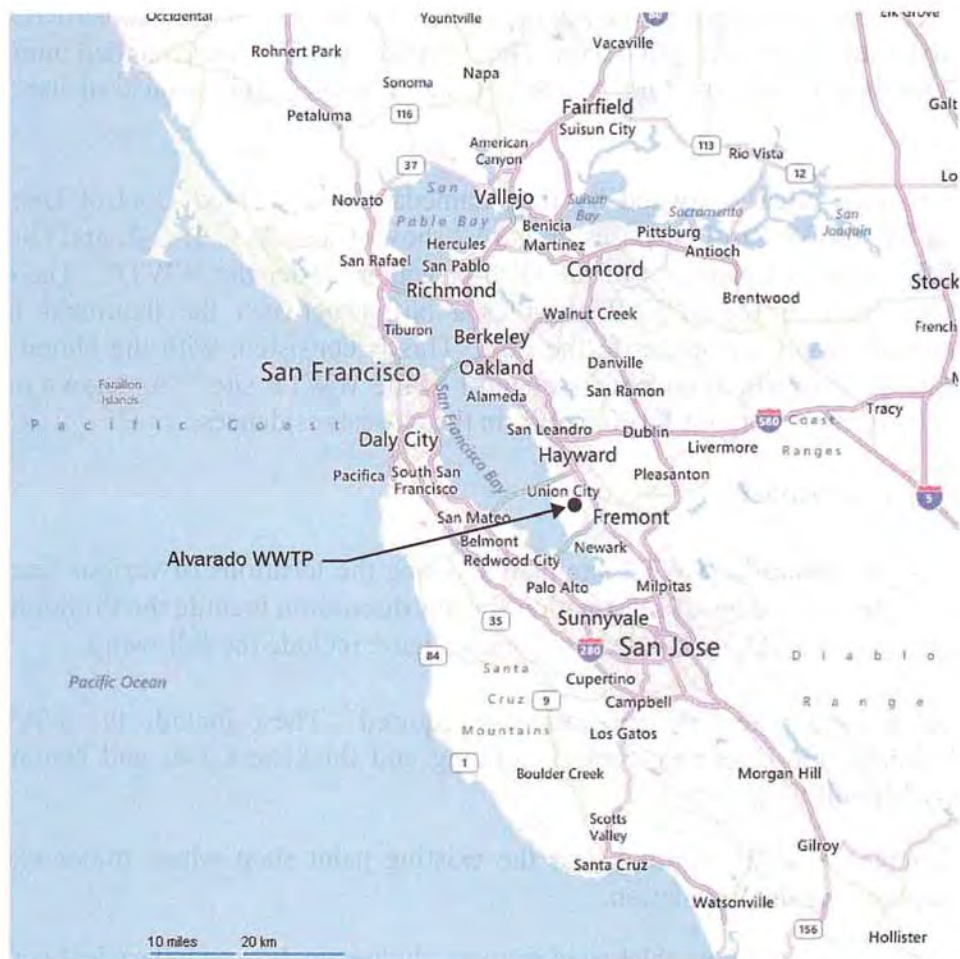 Occidental
Yountville
80
Elk Grove
Rohnert Park
Vacaville
Sonoma
Napa
Petaluma
116
Fairfield
Suisun City
American
Canyon
113
Rio Vista
12
37
Novato
San
Pablo Bay
Vallejo
Suisun
Bay
Sacramento
San
Joaquin
Benicia
Martinez
Pittsburg
Antioch
Hercules
San Rafael
San Pablo
Concord
Richmond
Brentwood
Walnut Creek
Tiburon
Berkeley
San Francisco
Oakland
Danville
Farallon
Islands
Alameda
San Ramon
Tracy
580
Coast
Ranges
San Leandro
Dublin
Livermore
Daly City
San Francisco Bay
Hayward
Pleasanton
Pacifica
South San
Francisco
5
Union City
San Mateo
Fremont
Belmont
Alvarado WWTP
Redwood City
Newark
Palo Alto
Milpitas
35
Sunnyvale
84
280
San Jose
Santa
Cruz
Mountains
Diablo
Range
Pacific Ocean
Cupertino
9
Campbell
Los Gatos
1
Boulder Creek
Morgan Hill
Scotts
Valley
Gilroy
Santa Cruz
Watsonville
156
Hollister
10 miles
20 km